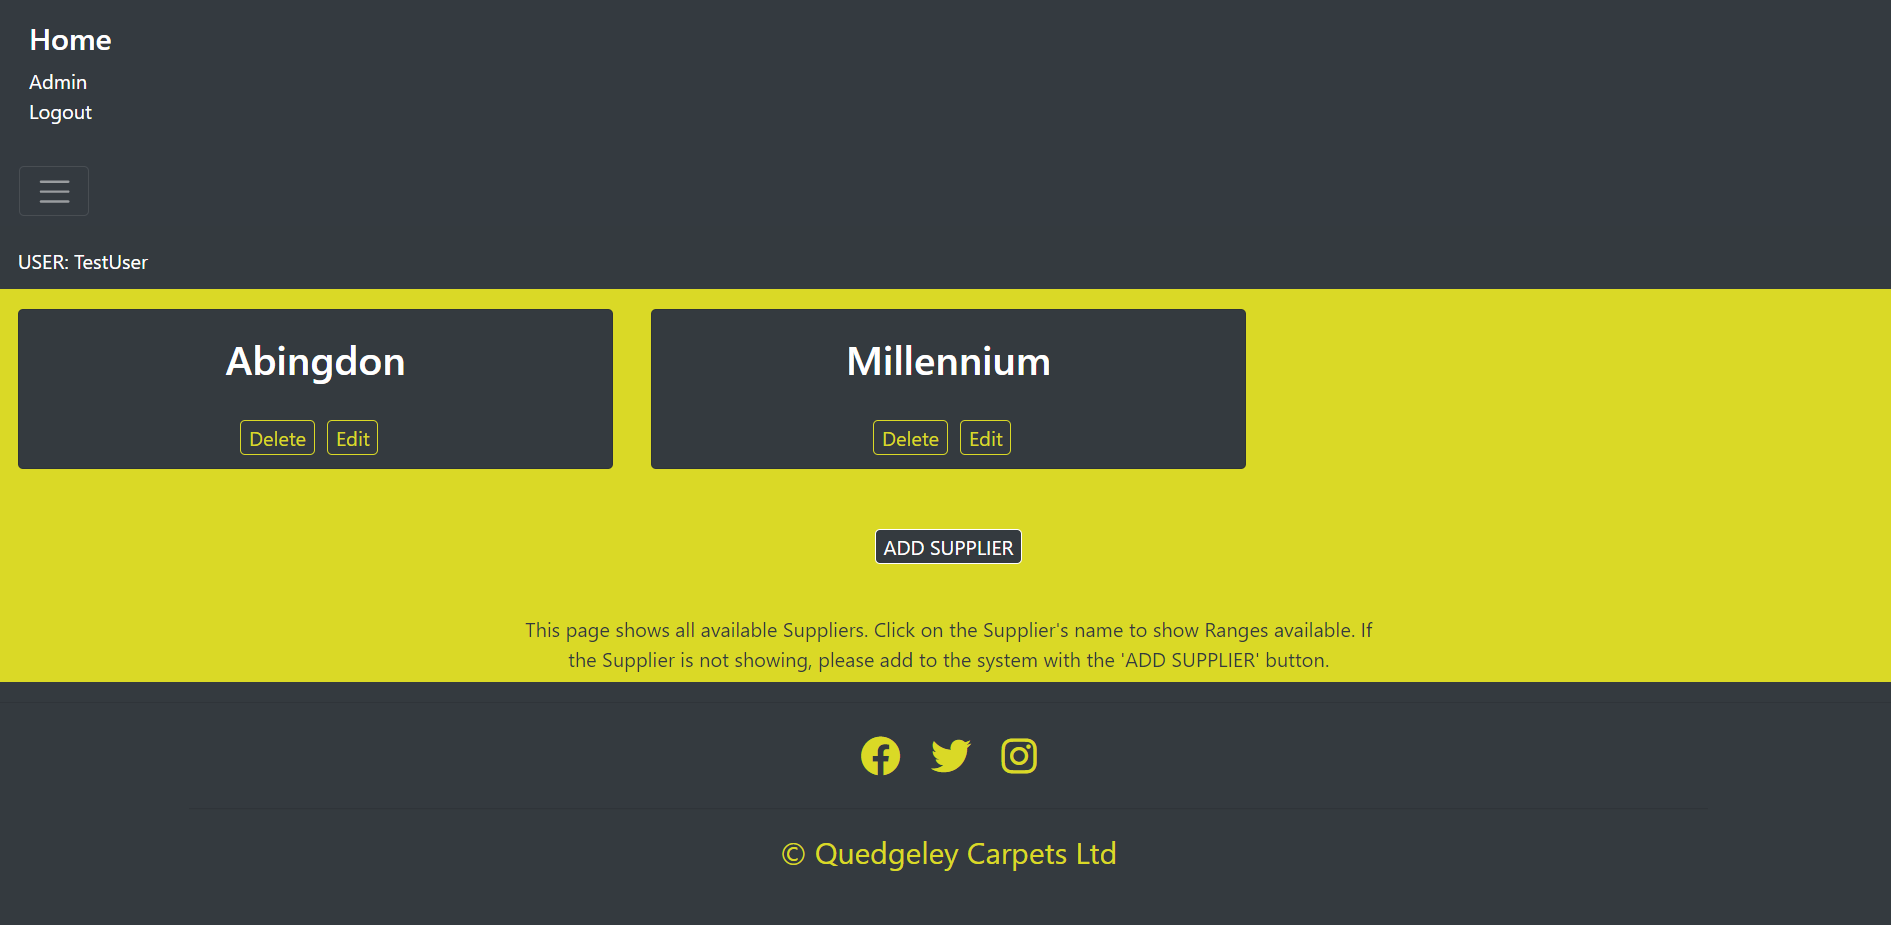 Home
Admin
Logout
USER: TestUser
Abingdon
Delete Edit
Millennium
Delete Edit
ADD SUPPLIER
This page shows all available Suppliers. Click on the Supplier's name to show Ranges available. If
the Supplier is not showing, please add to the system with the 'ADD SUPPLIER' button.
© Quedgeley Carpets Ltd